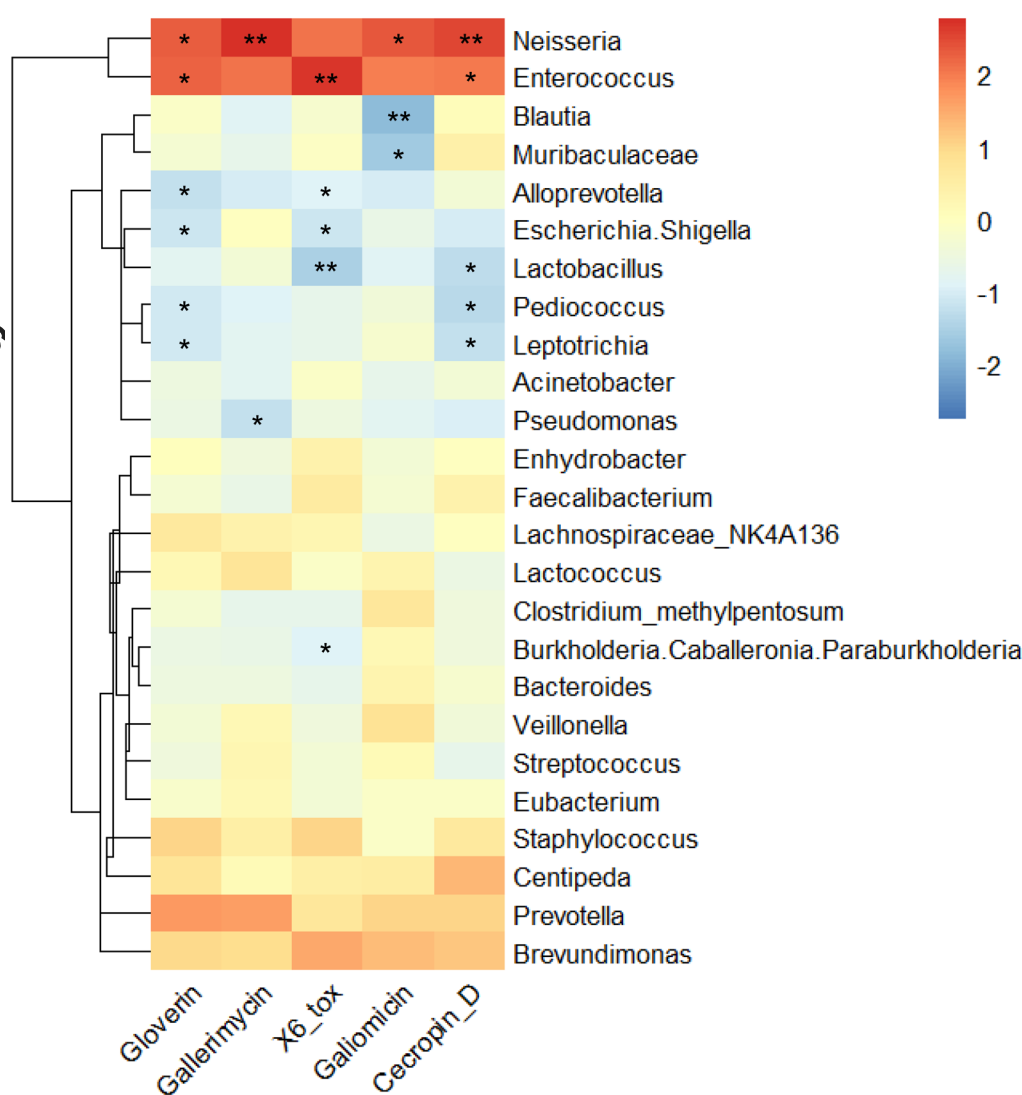 * ** * ** Neisseria
* ** * Enterococcus
** Blautia
* Muribaculaceae
* * Alloprevotella
* * Escherichia.Shigella
** * Lactobacillus
* * Pediococcus
* * Leptotrichia
Acinetobacter
* Pseudomonas
Enhydrobacter
Faecalibacterium
Lachnospiraceae_NK4A136
Lactococcus
Clostridium_methylpentosum
* Burkholderia.Caballeronia.Paraburkholderia
Bacteroides
Veillonella
Streptococcus
Eubacterium
Staphylococcus
Centipeda
Prevotella
Brevundimonas
Gloverin
Gallerimycin
X6_tox
Galiomicin
Cecropin_D
2
1
0
-1
-2